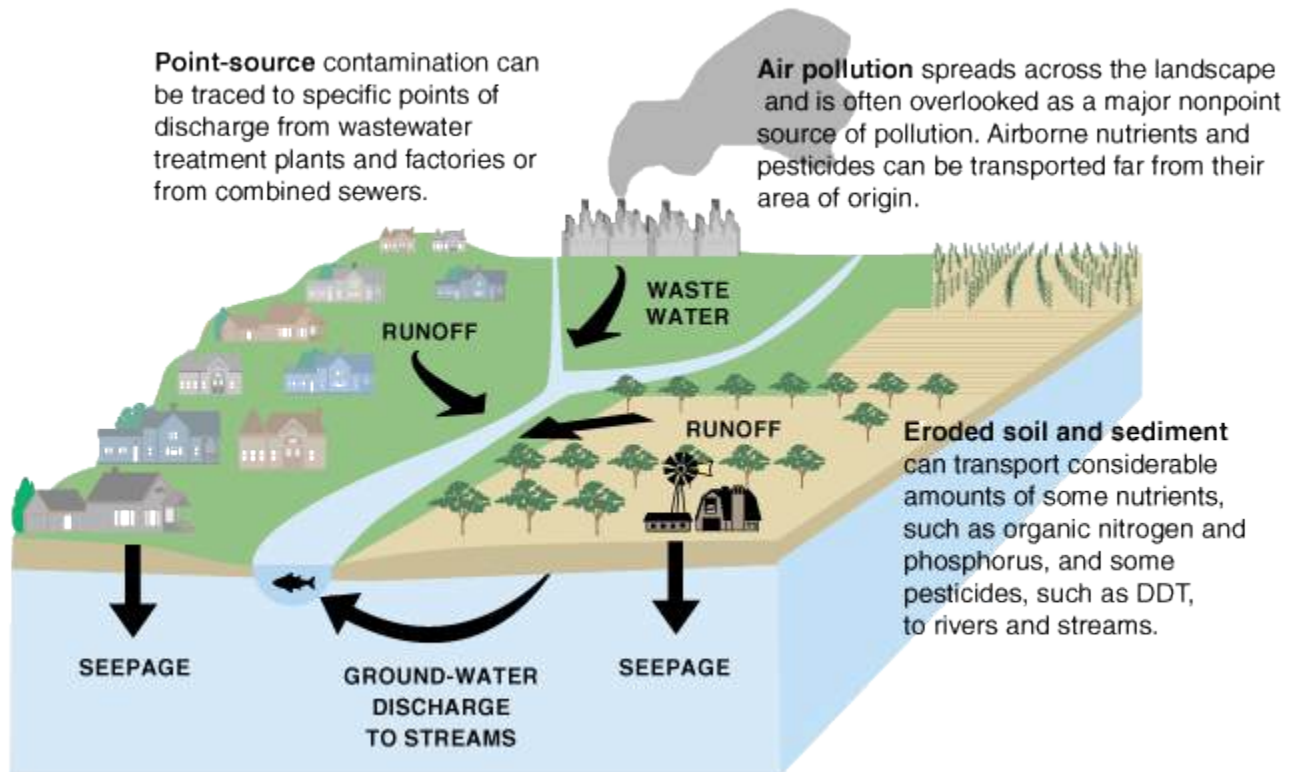 Point-source contamination can
be traced to specific points of
discharge from wastewater
treatment plants and factories or
from combined sewers.
Air pollution spreads across the landscape
and is often overlooked as a major nonpoint
source of pollution. Airborne nutrients and
pesticides can be transported far from their
area of origin.
WASTE
WATER
RUNOFF
RUNOFF
Eroded soil and sediment
can transport considerable
amounts of some nutrients,
such as organic nitrogen and
phosphorus, and some
pesticides, such as DDT,
to rivers and streams.
SEEPAGE
GROUND-WATER
DISCHARGE
TO STREAMS
SEEPAGE